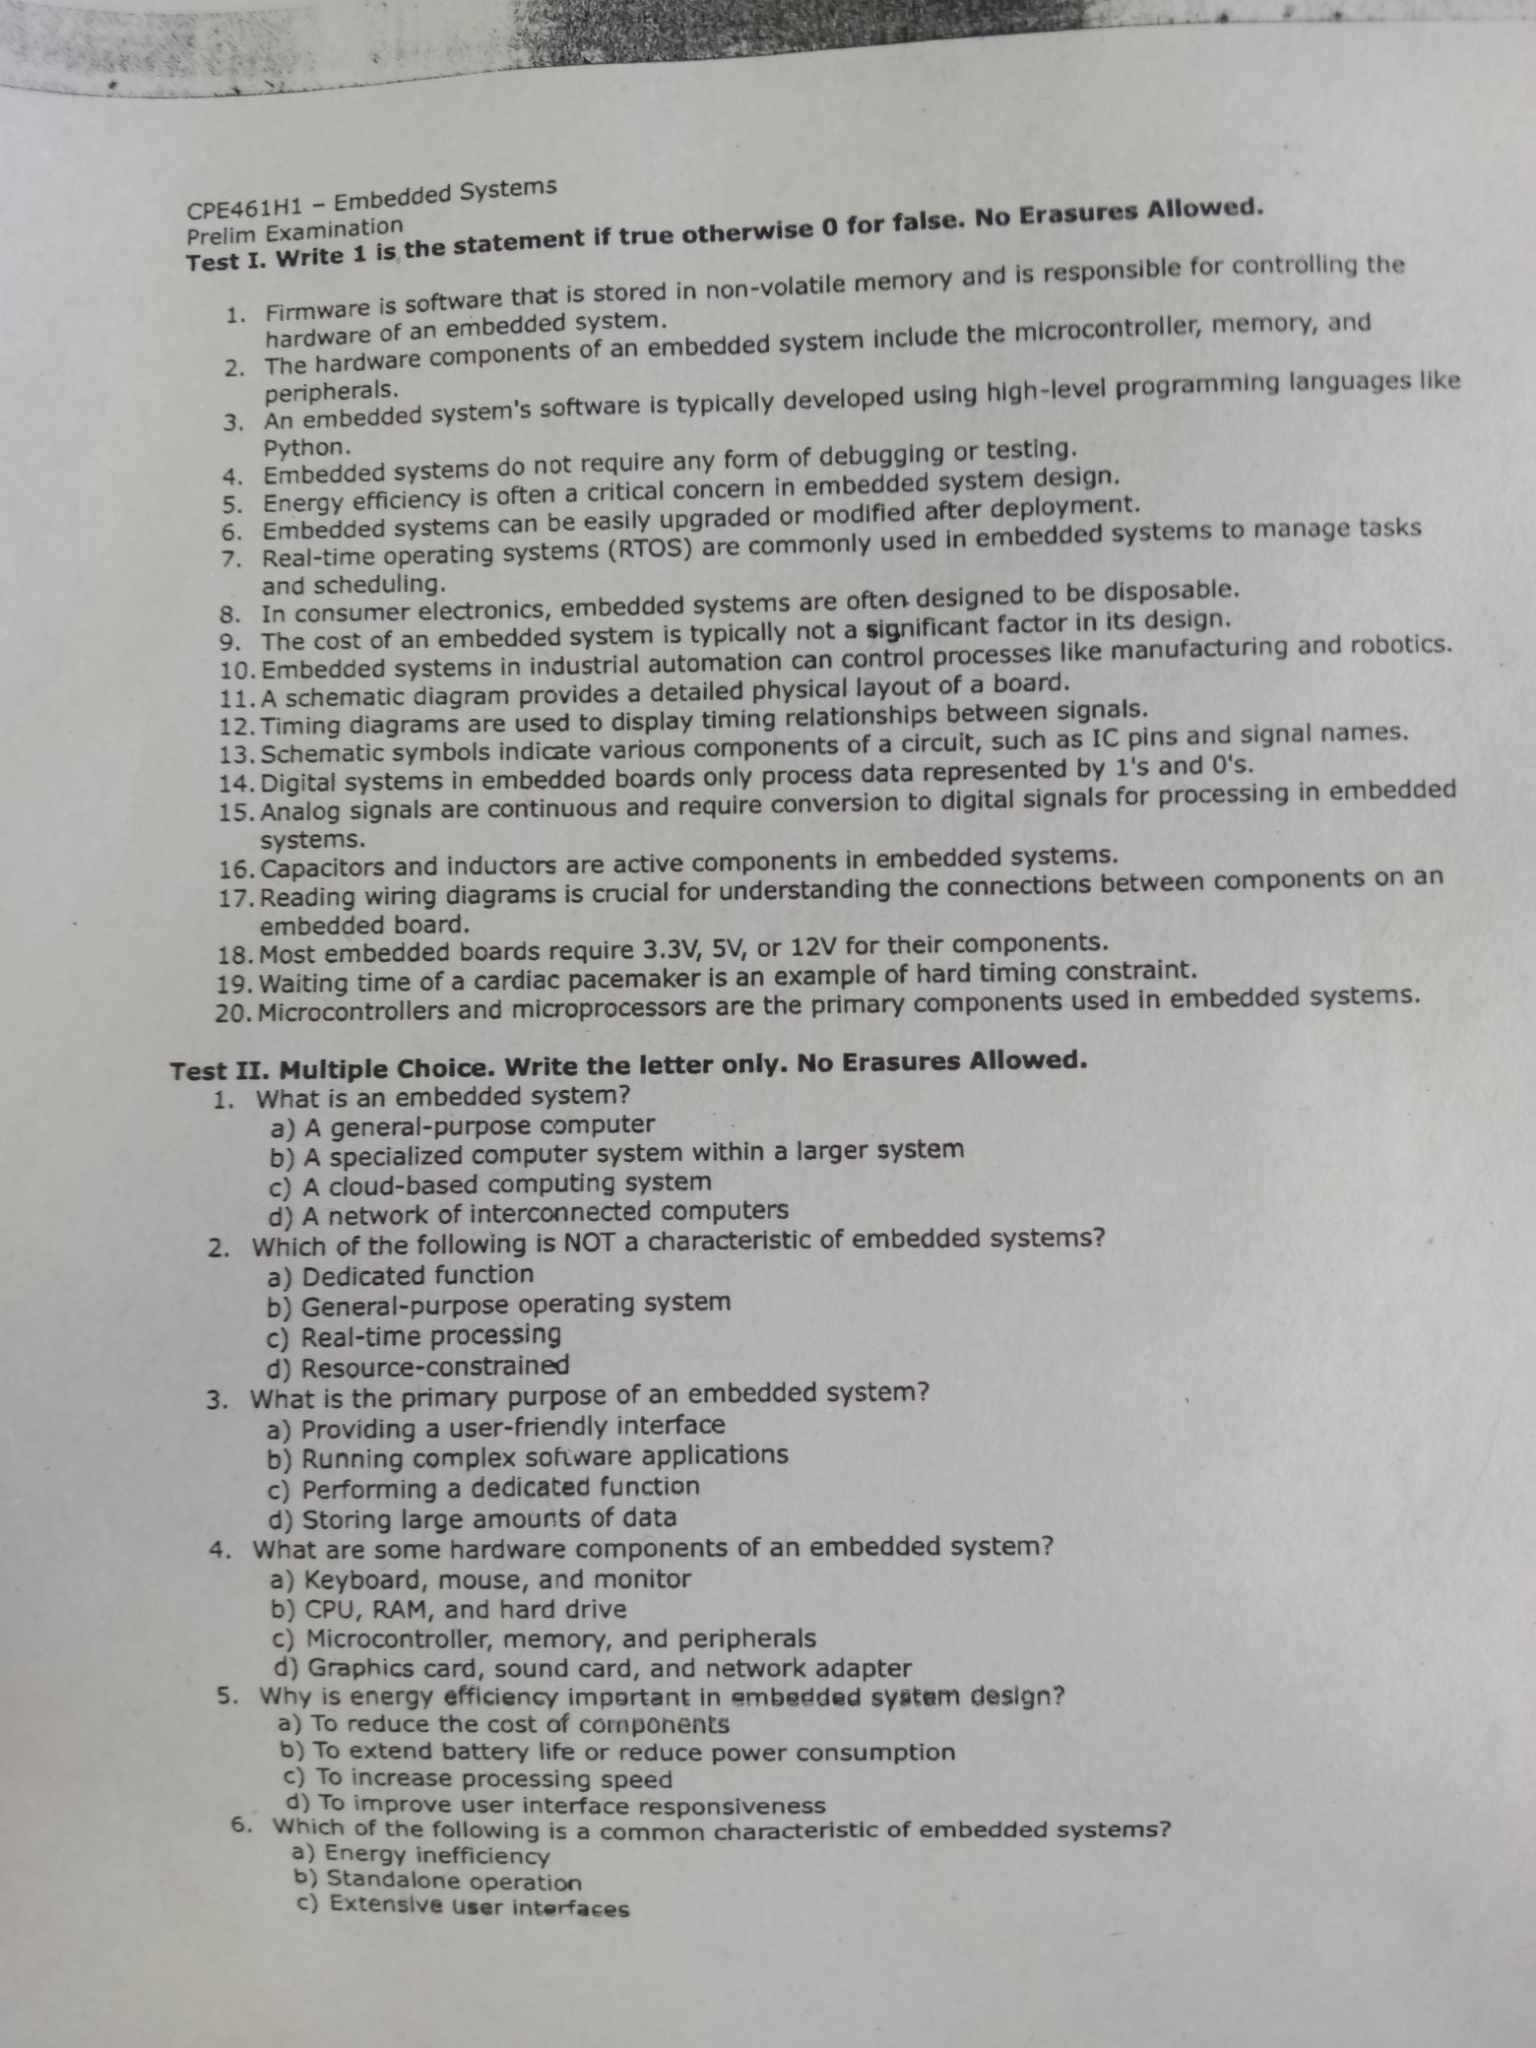 CPE461H1 – Embedded Systems
Prelim Examination
Test I. Write 1 is the statement if true otherwise 0 for false. No Erasures Allowed.
1. Firmware is software that is stored in non-volatile memory and is responsible for controlling the
hardware of an embedded system.
2. The hardware components of an embedded system include the microcontroller, memory, and
peripherals.
3. An embedded system's software is typically developed using high-level programming languages like
Python.
4. Embedded systems do not require any form of debugging or testing.
5. Energy efficiency is often a critical concern in embedded system design.
6. Embedded systems can be easily upgraded or modified after deployment.
7. Real-time operating systems (RTOS) are commonly used in embedded systems to manage tasks
and scheduling.
8. In consumer electronics, embedded systems are often designed to be disposable.
9. The cost of an embedded system is typically not a significant factor in its design.
10. Embedded systems in industrial automation can control processes like manufacturing and robotics.
11. A schematic diagram provides a detailed physical layout of a board.
12. Timing diagrams are used to display timing relationships between signals.
13. Schematic symbols indicate various components of a circuit, such as IC pins and signal names.
14. Digital systems in embedded boards only process data represented by 1's and 0's.
15. Analog signals are continuous and require conversion to digital signals for processing in embedded
systems.
16. Capacitors and inductors are active components in embedded systems.
17. Reading wiring diagrams is crucial for understanding the connections between components on an
embedded board.
18. Most embedded boards require 3.3V, 5V, or 12V for their components.
19. Waiting time of a cardiac pacemaker is an example of hard timing constraint.
20. Microcontrollers and microprocessors are the primary components used in embedded systems.
Test II. Multiple Choice. Write the letter only. No Erasures Allowed.
1. What is an embedded system?
a) A general-purpose computer
b) A specialized computer system within a larger system
c) A cloud-based computing system
d) A network of interconnected computers
2. Which of the following is NOT a characteristic of embedded systems?
a) Dedicated function
b) General-purpose operating system
c) Real-time processing
d) Resource-constrained
3. What is the primary purpose of an embedded system?
a) Providing a user-friendly interface
b) Running complex software applications
c) Performing a dedicated function
d) Storing large amounts of data
4. What are some hardware components of an embedded system?
a) Keyboard, mouse, and monitor
b) CPU, RAM, and hard drive
c) Microcontroller, memory, and peripherals
d) Graphics card, sound card, and network adapter
5. Why is energy efficiency important in embedded system design?
a) To reduce the cost of components
b) To extend battery life or reduce power consumption
c) To increase processing speed
d) To improve user interface responsiveness
6. Which of the following is a common characteristic of embedded systems?
a) Energy inefficiency
b) Standalone operation
c) Extensive user interfaces